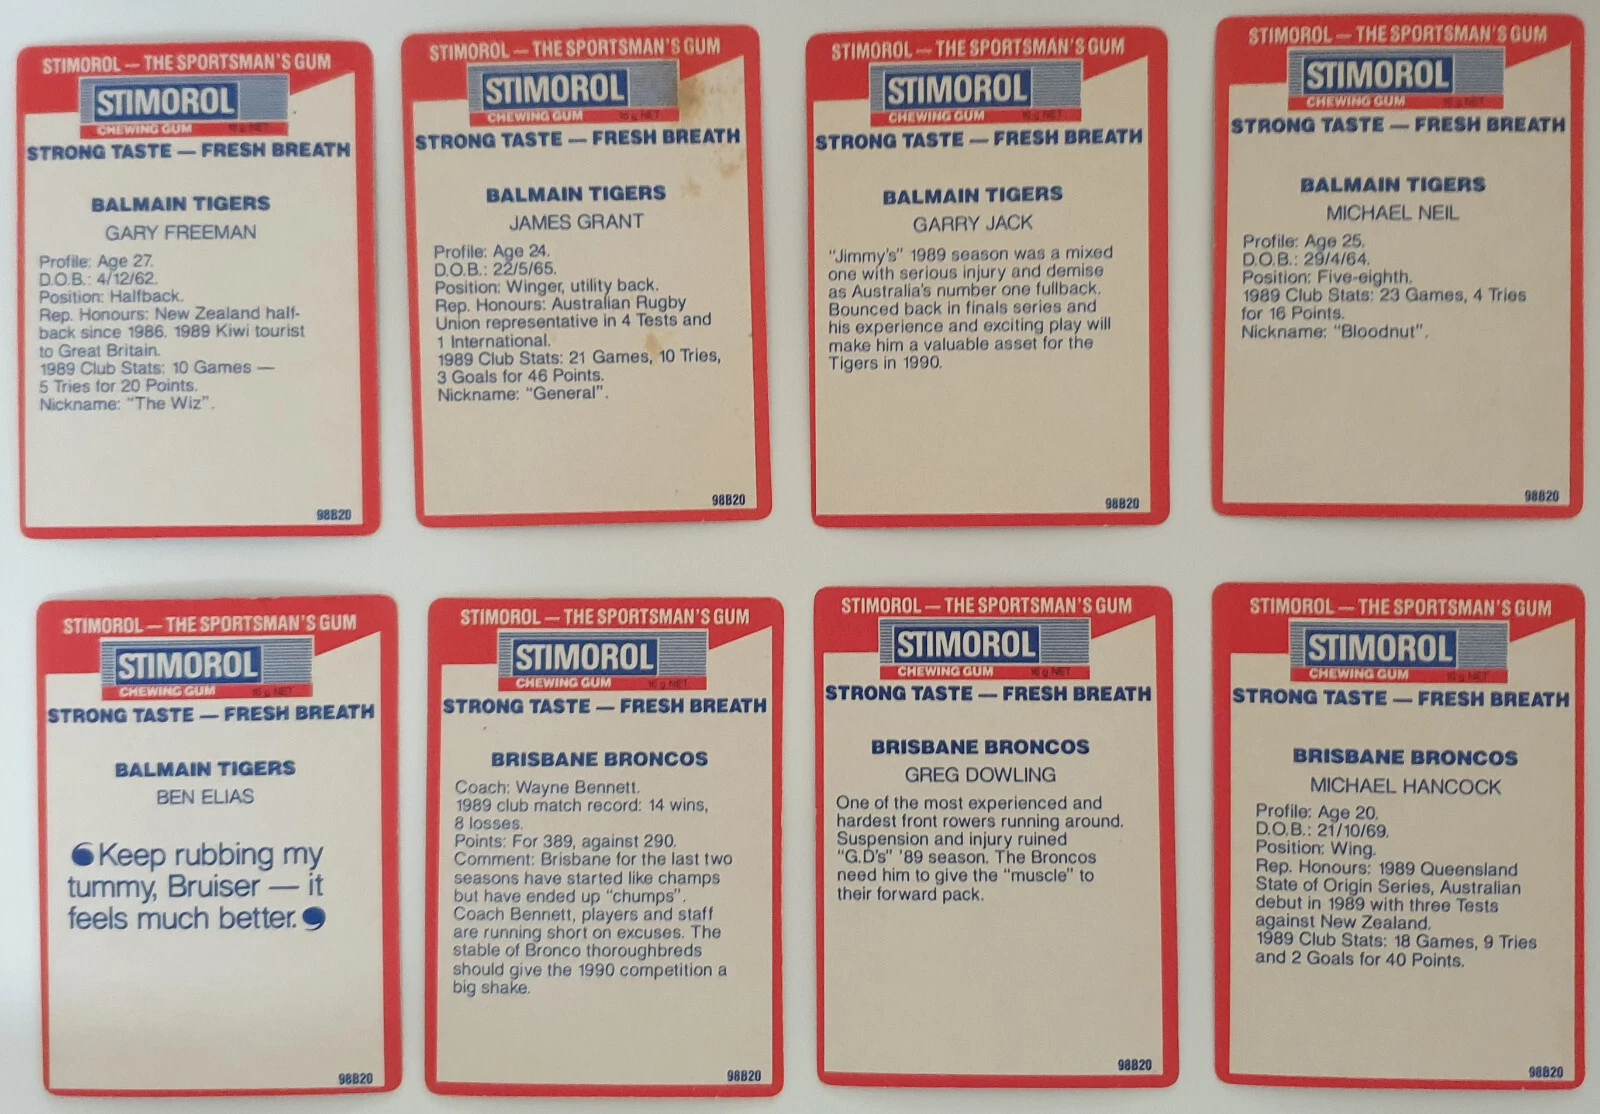 STIMOROL — THE SPORTSMAN'S GUM
STIMOROL
CHEWING GUM 16 g NET
STRONG TASTE — FRESH BREATH
BALMAIN TIGERS
GARY FREEMAN
Profile: Age 27.
D.O.B.: 4/12/62.
Position: Halfback.
Rep. Honours: New Zealand half-
back since 1986. 1989 Kiwi tourist
to Great Britain.
1989 Club Stats: 10 Games —
5 Tries for 20 Points.
Nickname: "The Wiz".
98B20
STIMOROL — THE SPORTSMAN'S GUM
STIMOROL
CHEWING GUM 16 g NET
STRONG TASTE — FRESH BREATH
BALMAIN TIGERS
JAMES GRANT
Profile: Age 24.
D.O.B.: 22/5/65.
Position: Winger, utility back.
Rep. Honours: Australian Rugby
Union representative in 4 Tests and
1 International.
1989 Club Stats: 21 Games, 10 Tries,
3 Goals for 46 Points.
Nickname: "General".
98B20
STIMOROL — THE SPORTSMAN'S GUM
STIMOROL
CHEWING GUM 16 g NET
STRONG TASTE — FRESH BREATH
BALMAIN TIGERS
GARRY JACK
"Jimmy's" 1989 season was a mixed
one with serious injury and demise
as Australia's number one fullback.
Bounced back in finals series and
his experience and exciting play will
make him a valuable asset for the
Tigers in 1990.
98B20
STIMOROL — THE SPORTSMAN'S GUM
STIMOROL
CHEWING GUM 16 g NET
STRONG TASTE — FRESH BREATH
BALMAIN TIGERS
MICHAEL NEIL
Profile: Age 25.
D.O.B.: 29/4/64.
Position: Five-eighth.
1989 Club Stats: 23 Games, 4 Tries
for 16 Points.
Nickname: "Bloodnut".
98B20
STIMOROL — THE SPORTSMAN'S GUM
STIMOROL
CHEWING GUM 16 g NET
STRONG TASTE — FRESH BREATH
BALMAIN TIGERS
BEN ELIAS
‘Keep rubbing my
tummy, Bruiser — it
feels much better.’
98B20
STIMOROL — THE SPORTSMAN'S GUM
STIMOROL
CHEWING GUM 16 g NET
STRONG TASTE — FRESH BREATH
BRISBANE BRONCOS
Coach: Wayne Bennett.
1989 club match record: 14 wins,
8 losses.
Points: For 389, against 290.
Comment: Brisbane for the last two
seasons have started like champs
but have ended up "chumps".
Coach Bennett, players and staff
are running short on excuses. The
stable of Bronco thoroughbreds
should give the 1990 competition a
big shake.
98B20
STIMOROL — THE SPORTSMAN'S GUM
STIMOROL
CHEWING GUM 16 g NET
STRONG TASTE — FRESH BREATH
BRISBANE BRONCOS
GREG DOWLING
One of the most experienced and
hardest front rowers running around.
Suspension and injury ruined
"G.D's" '89 season. The Broncos
need him to give the "muscle" to
their forward pack.
98B20
STIMOROL — THE SPORTSMAN'S GUM
STIMOROL
CHEWING GUM 16 g NET
STRONG TASTE — FRESH BREATH
BRISBANE BRONCOS
MICHAEL HANCOCK
Profile: Age 20.
D.O.B.: 21/10/69.
Position: Wing.
Rep. Honours: 1989 Queensland
State of Origin Series, Australian
debut in 1989 with three Tests
against New Zealand.
1989 Club Stats: 18 Games, 9 Tries
and 2 Goals for 40 Points.
98B20